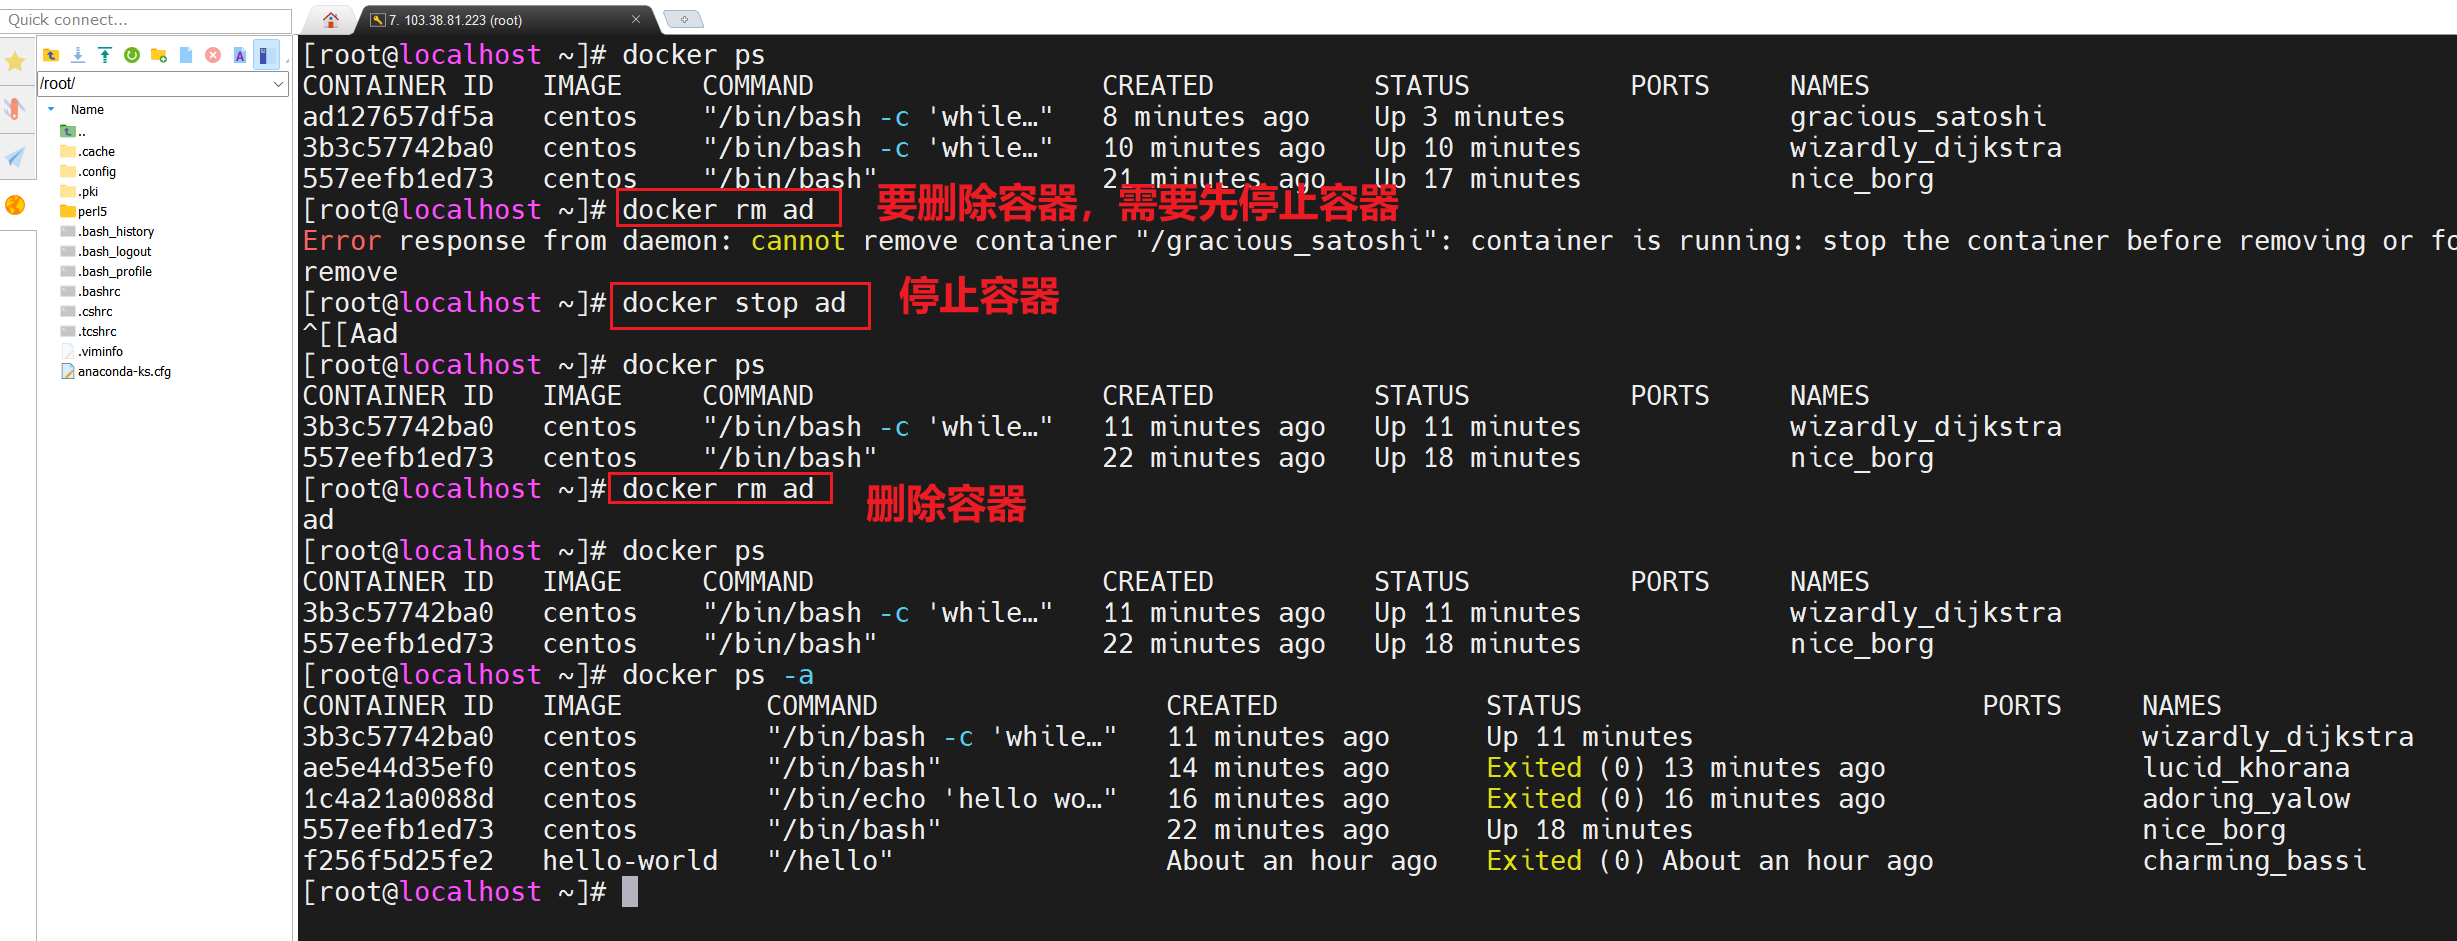 Quick connect...
7. 103.38.81.223 (root)
/root/
Name
..
.cache
.config
.pki
perl5
.bash_history
.bash_logout
.bash_profile
.bashrc
.cshrc
.tcshrc
.viminfo
anaconda-ks.cfg
[root@localhost ~]# docker ps
CONTAINER ID IMAGE COMMAND CREATED STATUS PORTS NAMES
ad127657df5a centos "/bin/bash -c 'while…" 8 minutes ago Up 3 minutes gracious_satoshi
3b3c57742ba0 centos "/bin/bash -c 'while…" 10 minutes ago Up 10 minutes wizardly_dijkstra
557eefb1ed73 centos "/bin/bash" 21 minutes ago Up 17 minutes nice_borg
[root@localhost ~]# docker rm ad 要删除容器，需要先停止容器
Error response from daemon: cannot remove container "/gracious_satoshi": container is running: stop the container before removing or fo
remove
[root@localhost ~]# docker stop ad 停止容器
^[[Aad
[root@localhost ~]# docker ps
CONTAINER ID IMAGE COMMAND CREATED STATUS PORTS NAMES
3b3c57742ba0 centos "/bin/bash -c 'while…" 11 minutes ago Up 11 minutes wizardly_dijkstra
557eefb1ed73 centos "/bin/bash" 22 minutes ago Up 18 minutes nice_borg
[root@localhost ~]# docker rm ad 删除容器
ad
[root@localhost ~]# docker ps
CONTAINER ID IMAGE COMMAND CREATED STATUS PORTS NAMES
3b3c57742ba0 centos "/bin/bash -c 'while…" 11 minutes ago Up 11 minutes wizardly_dijkstra
557eefb1ed73 centos "/bin/bash" 22 minutes ago Up 18 minutes nice_borg
[root@localhost ~]# docker ps -a
CONTAINER ID IMAGE COMMAND CREATED STATUS PORTS NAMES
3b3c57742ba0 centos "/bin/bash -c 'while…" 11 minutes ago Up 11 minutes wizardly_dijkstra
ae5e44d35ef0 centos "/bin/bash" 14 minutes ago Exited (0) 13 minutes ago lucid_khorana
1c4a21a0088d centos "/bin/echo 'hello wo…" 16 minutes ago Exited (0) 16 minutes ago adoring_yalow
557eefb1ed73 centos "/bin/bash" 22 minutes ago Up 18 minutes nice_borg
f256f5d25fe2 hello-world "/hello" About an hour ago Exited (0) About an hour ago charming_bassi
[root@localhost ~]#